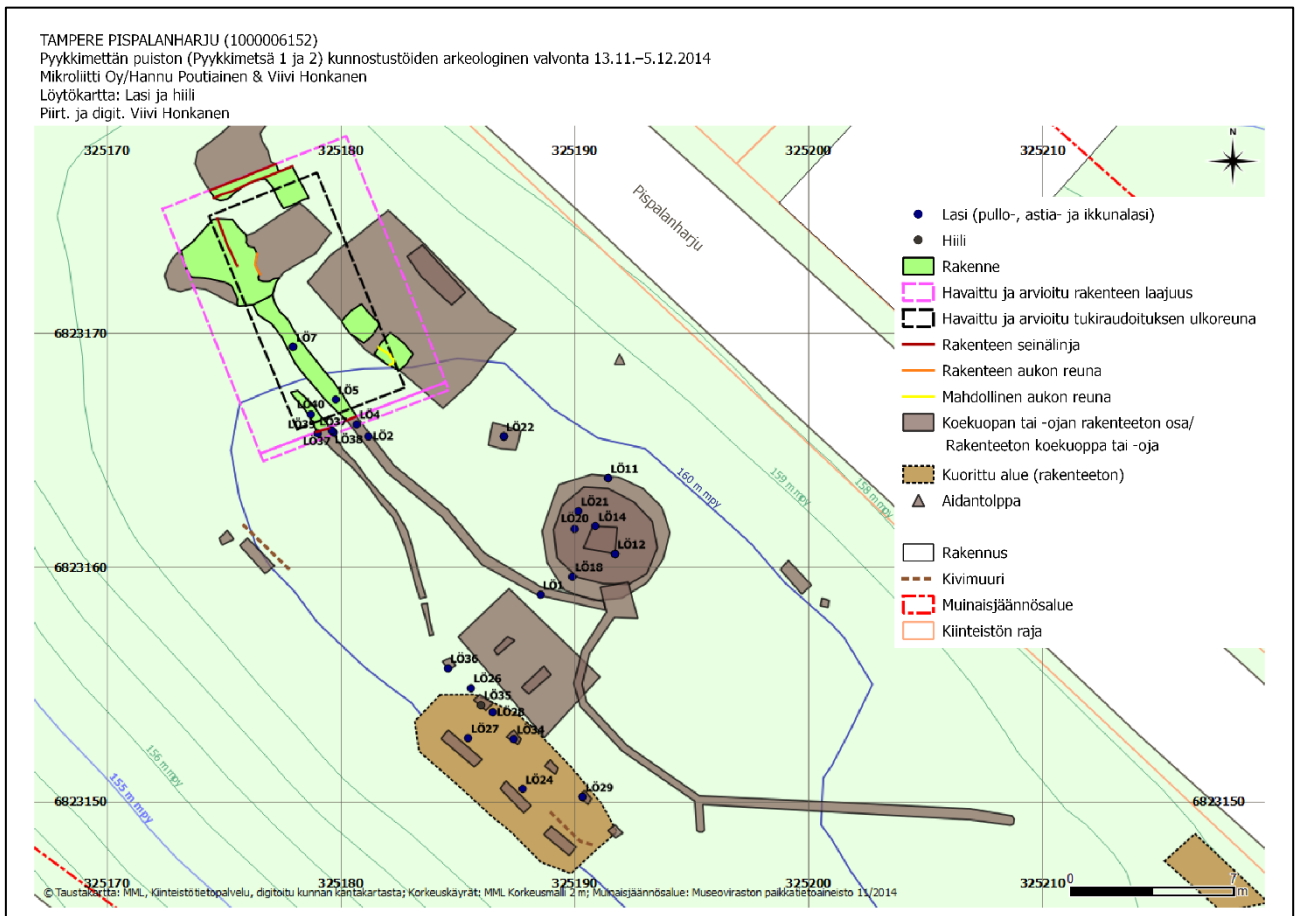 TAMPERE PISPALANHARJU (1000006152)
Pyykkimettän puiston (Pyykkimetsä 1 ja 2) kunnostustöiden arkeologinen valvonta 13.11.–5.12.2014
Mikroliitti Oy/Hannu Poutiainen & Viivi Honkanen
Löytökartta: Lasi ja hiili
Piirt. ja digit. Viivi Honkanen
325170
325180
325190
325200
325210
N
Pispalanharju
Lasi (pullo-, astia- ja ikkunalasi)
Hiili
Rakenne
Havaittu ja arvioitu rakenteen laajuus
Havaittu ja arvioitu tukiraudoituksen ulkoreuna
Rakenteen seinälinja
Rakenteen aukon reuna
Mahdollinen aukon reuna
Koekuopan tai -ojan rakenteeton osa/
Rakenteeton koekuoppa tai -oja
Kuorittu alue (rakenteeton)
Aidantolppa
Rakennus
Kivimuuri
Muinaisjäännösalue
Kiinteistön raja
6823170
LÖ7
LÖ5
LÖ40
LÖ4
LÖ39
LÖ37
LÖ37
LÖ38
LÖ2
LÖ22
LÖ11
160 m mpy
159 m mpy
158 m mpy
LÖ21
LÖ20
LÖ14
LÖ12
6823160
LÖ18
LÖ1
LÖ36
LÖ26
LÖ35
LÖ28
LÖ27
LÖ34
LÖ24
LÖ29
156 m mpy
155 m mpy
6823150
6823150
325170
325180
325190
325200
325210
0
7
m
© Taustakartta: MML, Kiinteistötietopalvelu, digitoitu kunnan kantakartasta; Korkeuskäyrät: MML Korkeusmalli 2 m; Muinaisjäännösalue: Museoviraston paikkatietoaineisto 11/2014